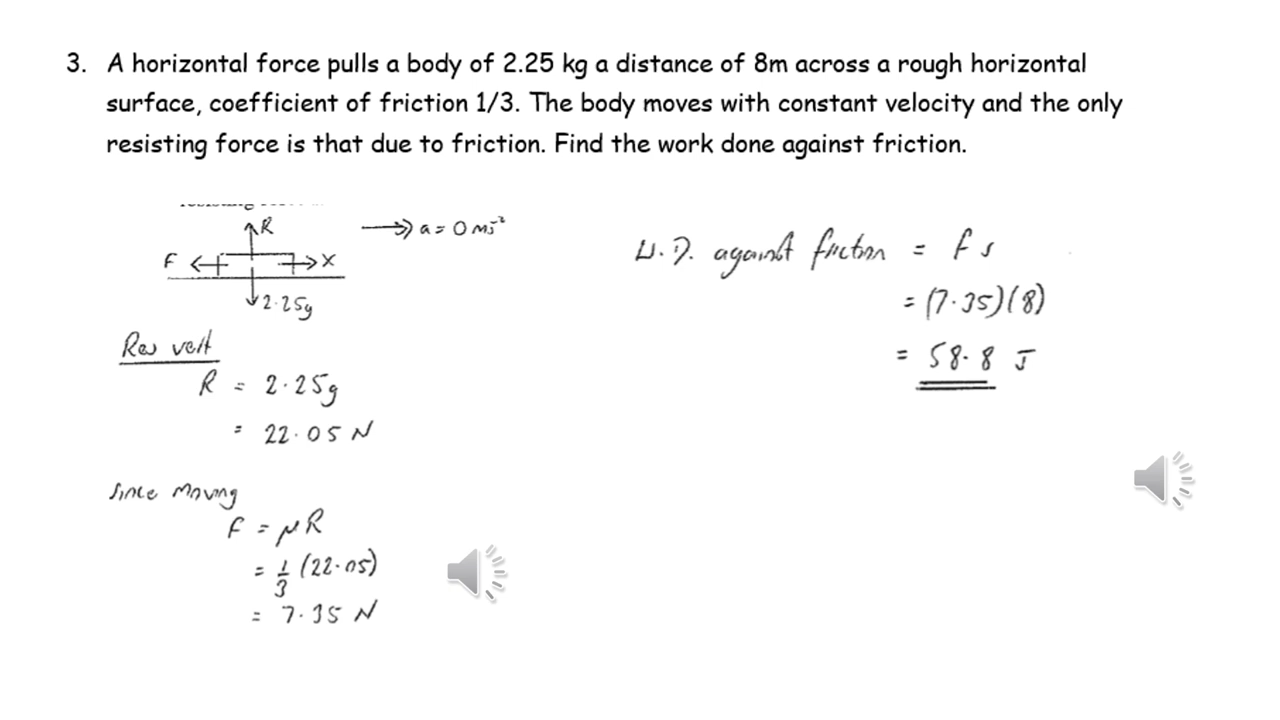 3. A horizontal force pulls a body of 2.25 kg a distance of 8m across a rough horizontal
surface, coefficient of friction 1/3. The body moves with constant velocity and the only
resisting force is that due to friction. Find the work done against friction.
R
a = 0 ms⁻²
F
X
2.25g
Res vert
R = 2.25g
= 22.05 N
Since moving
F = μR
= 1/3 (22.05)
= 7.35 N
W.D. against friction = F s
= (7.35)(8)
= 58.8 J